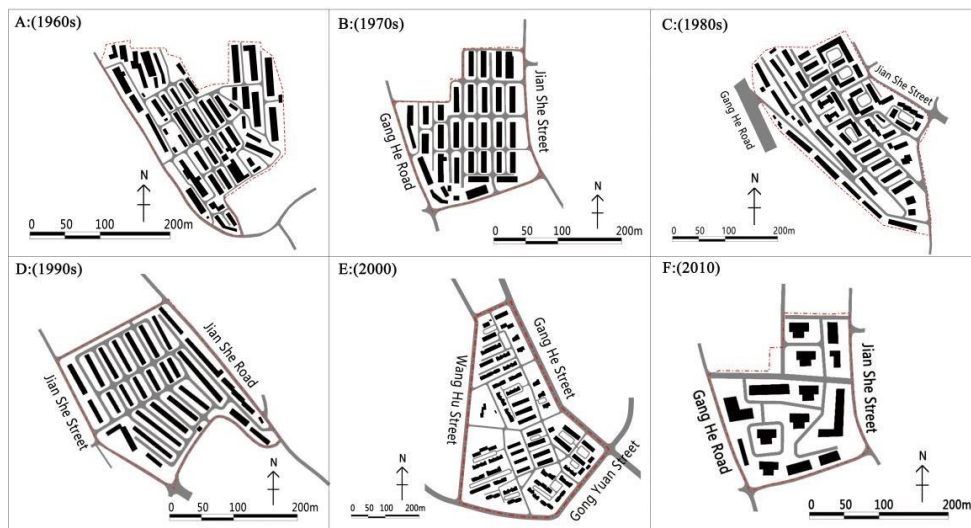 A:(1960s)
N
0 50 100 200m
B:(1970s)
Gang He Road
Jian She Street
N
0 50 100 200m
C:(1980s)
Gang He Road
Jian She Street
N
0 50 100 200m
D:(1990s)
Jian She Street
Jian She Road
N
0 50 100 200m
E:(2000)
Wang Hu Street
Gang He Street
Gong Yuan Street
N
0 50 100 200m
F:(2010)
Gang He Road
Jian She Street
N
0 50 100 200m